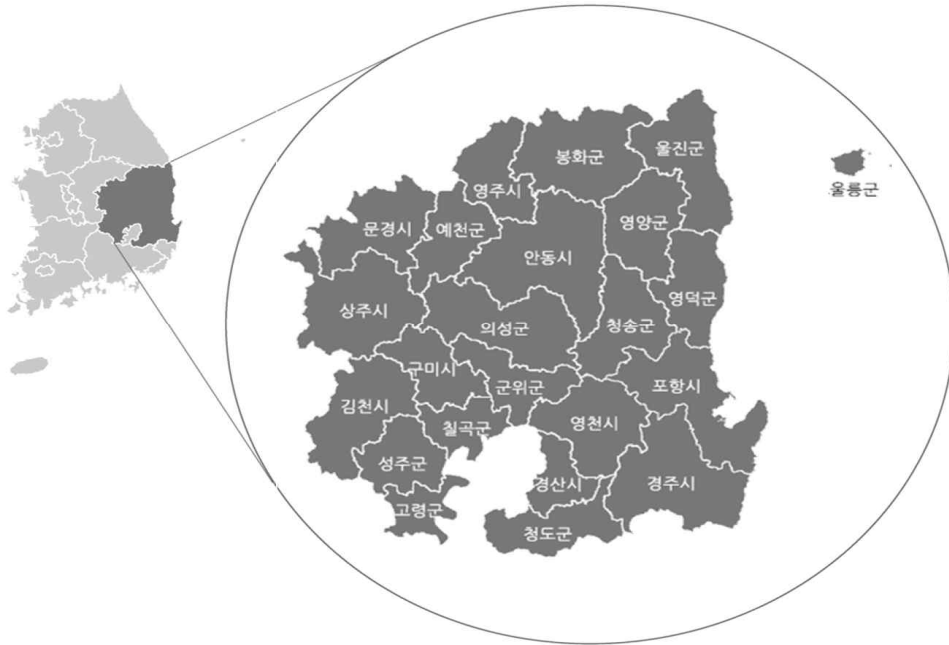 봉화군
울진군
울릉군
영주시
영양군
문경시
예천군
안동시
영덕군
상주시
의성군
청송군
군미시
군위군
포항시
김천시
칠곡군
영천시
성주군
경산시
경주시
고령군
청도군